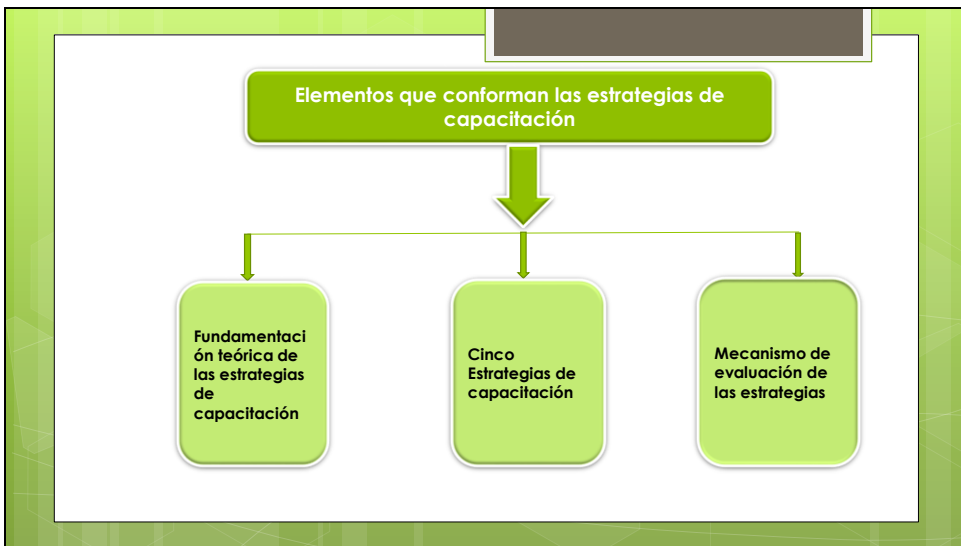 Elementos que conforman las estrategias de
capacitación
Fundamentaci
ón teórica de
las estrategias
de
capacitación
Cinco
Estrategias de
capacitación
Mecanismo de
evaluación de
las estrategias